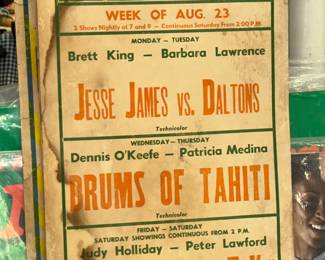 WEEK OF AUG. 23
2 Shows Nightly at 7 and 9 — Continuous Saturday From 2:00 P.M.
MONDAY — TUESDAY
Brett King — Barbara Lawrence
JESSE JAMES VS. DALTONS
Technicolor
WEDNESDAY — THURSDAY
Dennis O'Keefe — Patricia Medina
DRUMS OF TAHITI
Technicolor
FRIDAY — SATURDAY
SATURDAY SHOWINGS CONTINUOUS FROM 2 P.M.
Judy Holliday — Peter Lawford